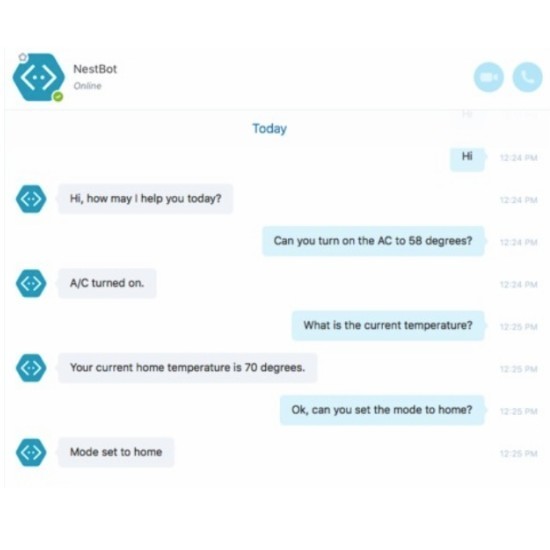 NestBot
Online
Today
Hi
12:24 PM
Hi, how may I help you today?
12:24 PM
Can you turn on the AC to 58 degrees?
12:24 PM
A/C turned on.
12:24 PM
What is the current temperature?
12:25 PM
Your current home temperature is 70 degrees.
12:25 PM
Ok, can you set the mode to home?
12:25 PM
Mode set to home
12:25 PM